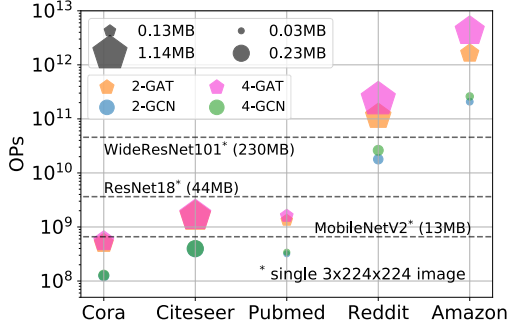 10^13
10^12
10^11
10^10
10^9
10^8
OPs
0.13MB 0.03MB
1.14MB 0.23MB
2-GAT 4-GAT
2-GCN 4-GCN
WideResNet101* (230MB)
ResNet18* (44MB)
MobileNetV2* (13MB)
* single 3x224x224 image
Cora Citeseer Pubmed Reddit Amazon